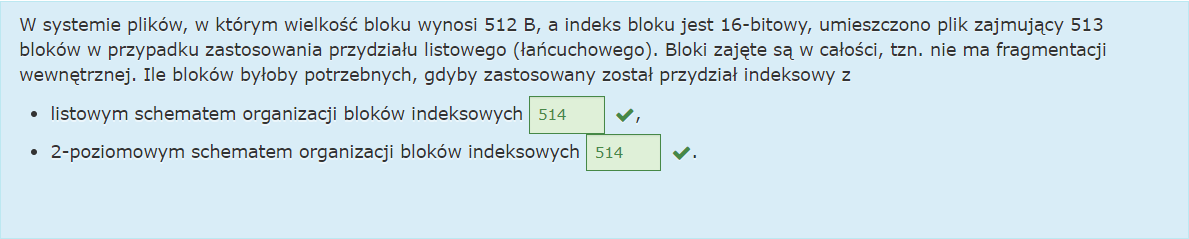 W systemie plików, w którym wielkość bloku wynosi 512 B, a indeks bloku jest 16-bitowy, umieszczono plik zajmujący 513
bloków w przypadku zastosowania przydziału listowego (łańcuchowego). Bloki zajęte są w całości, tzn. nie ma fragmentacji
wewnętrznej. Ile bloków byłoby potrzebnych, gdyby zastosowany został przydział indeksowy z
• listowym schematem organizacji bloków indeksowych 514 ✔,
• 2-poziomowym schematem organizacji bloków indeksowych 514 ✔.